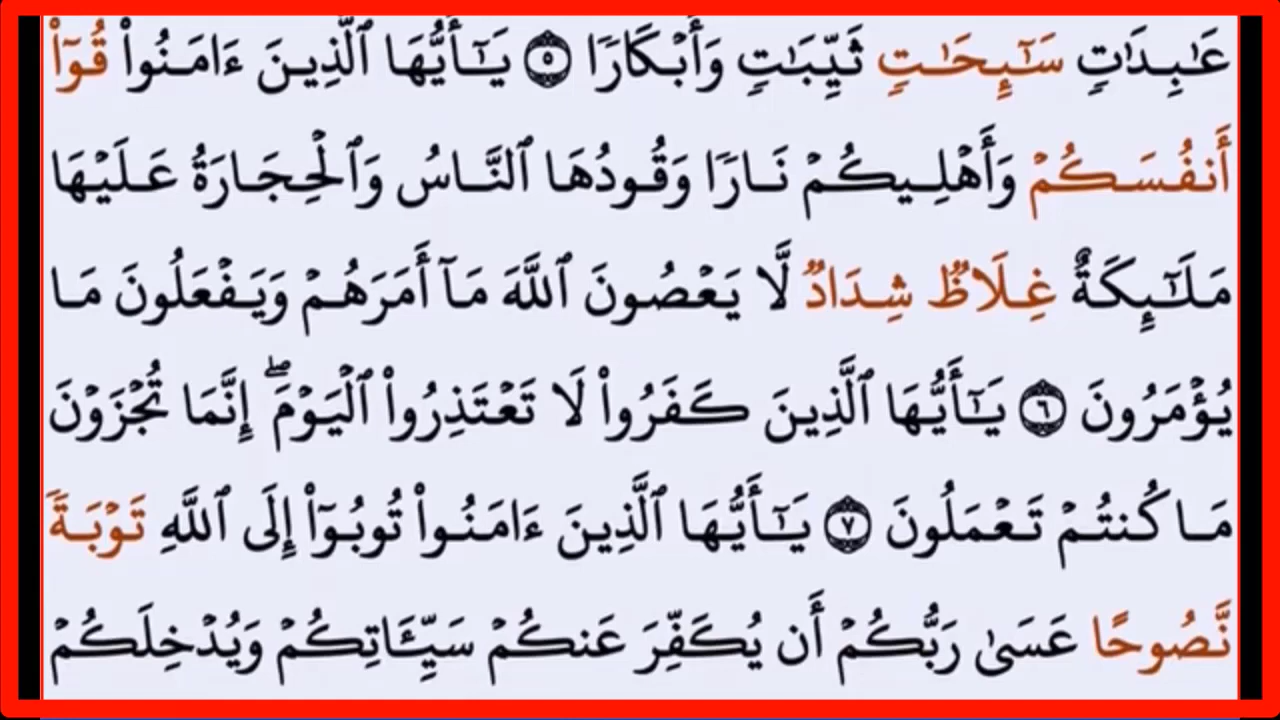 عَٰبِدَٰتٖ سَٰٓئِحَٰتٖ ثَيِّبَٰتٖ وَأَبۡكَارٗا ٥ يَٰٓأَيُّهَا ٱلَّذِينَ ءَامَنُواْ قُوٓاْ
أَنفُسَكُمۡ وَأَهۡلِيكُمۡ نَارٗا وَقُودُهَا ٱلنَّاسُ وَٱلۡحِجَارَةُ عَلَيۡهَا
مَلَٰٓئِكَةٌ غِلَاظٞ شِدَادٞ لَّا يَعۡصُونَ ٱللَّهَ مَآ أَمَرَهُمۡ وَيَفۡعَلُونَ مَا
يُؤۡمَرُونَ ٦ يَٰٓأَيُّهَا ٱلَّذِينَ كَفَرُواْ لَا تَعۡتَذِرُواْ ٱلۡيَوۡمَۖ إِنَّمَا تُجۡزَوۡنَ
مَا كُنتُمۡ تَعۡمَلُونَ ٧ يَٰٓأَيُّهَا ٱلَّذِينَ ءَامَنُواْ تُوبُوٓاْ إِلَى ٱللَّهِ تَوۡبَةٗ
نَّصُوحًا عَسَىٰ رَبُّكُمۡ أَن يُكَفِّرَ عَنكُمۡ سَيِّـَٔاتِكُمۡ وَيُدۡخِلَكُمۡ